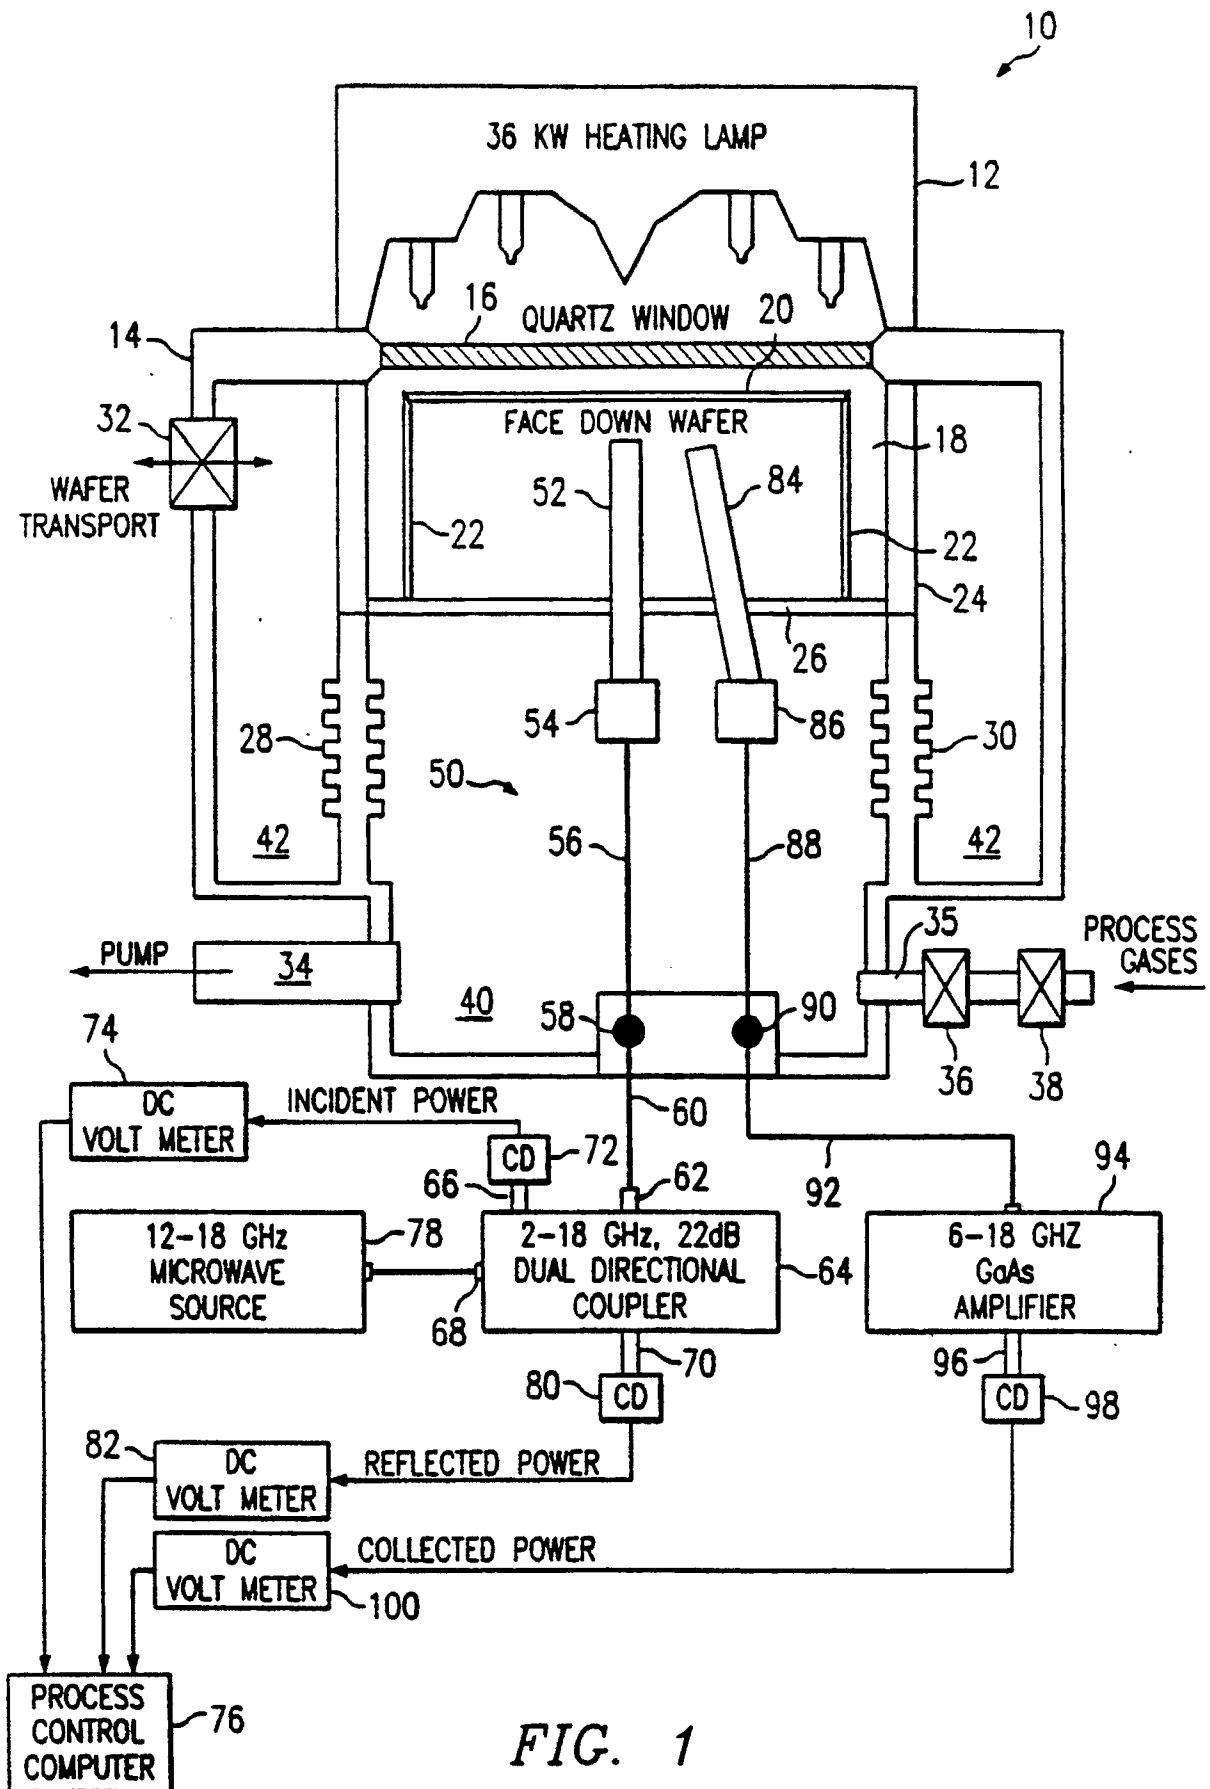 10
36 KW HEATING LAMP
12
16
QUARTZ WINDOW
20
14
32
FACE DOWN WAFER
18
WAFER
TRANSPORT
52
84
22
22
24
26
54
86
28
30
50
56
88
42
42
35
PROCESS
GASES
PUMP
34
40
58
90
36
38
74
DC
VOLT METER
INCIDENT POWER
60
CD
72
66
62
92
94
12-18 GHz
MICROWAVE
SOURCE
78
68
2-18 GHz, 22dB
DUAL DIRECTIONAL
COUPLER
64
6-18 GHZ
GaAs
AMPLIFIER
70
80
CD
96
CD
98
82
DC
VOLT METER
REFLECTED POWER
DC
VOLT METER
COLLECTED POWER
100
PROCESS
CONTROL
COMPUTER
76
FIG. 1